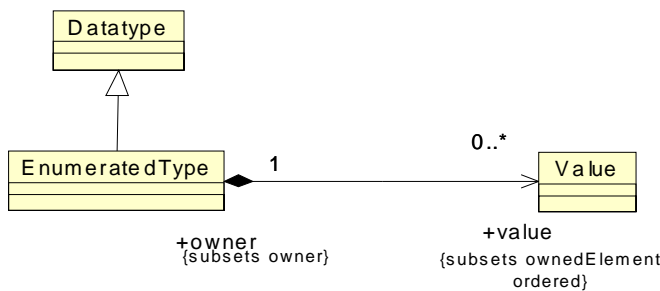 Datatype
EnumeratedType
1
0..*
Value
+owner
{subsets owner}
+value
{subsets ownedElement
ordered}